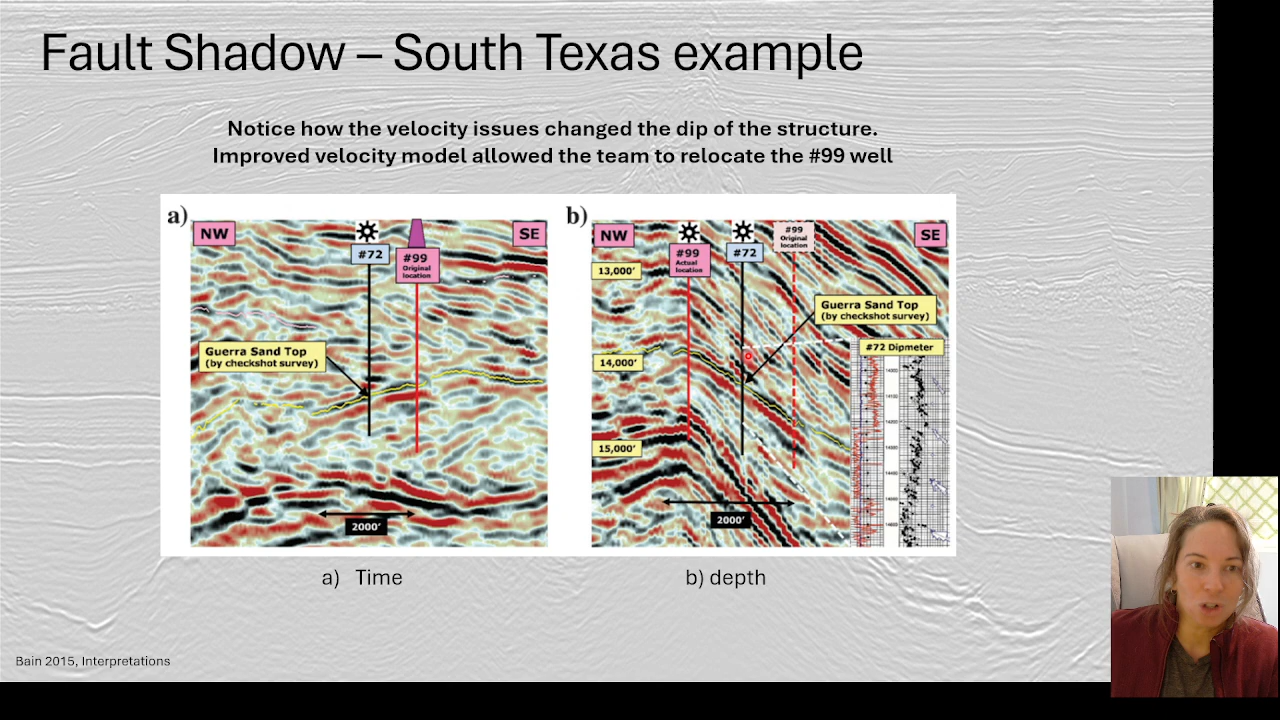 Fault Shadow – South Texas example
Notice how the velocity issues changed the dip of the structure.
Improved velocity model allowed the team to relocate the #99 well
a)
NW
#72
#99
Original
location
SE
Guerra Sand Top
(by checkshot survey)
2000'
b)
NW
#99
Actual
location
#72
#99
Original
location
SE
13,000'
Guerra Sand Top
(by checkshot survey)
#72 Dipmeter
14,000'
15,000'
2000'
a) Time
b) depth
Bain 2015, Interpretations